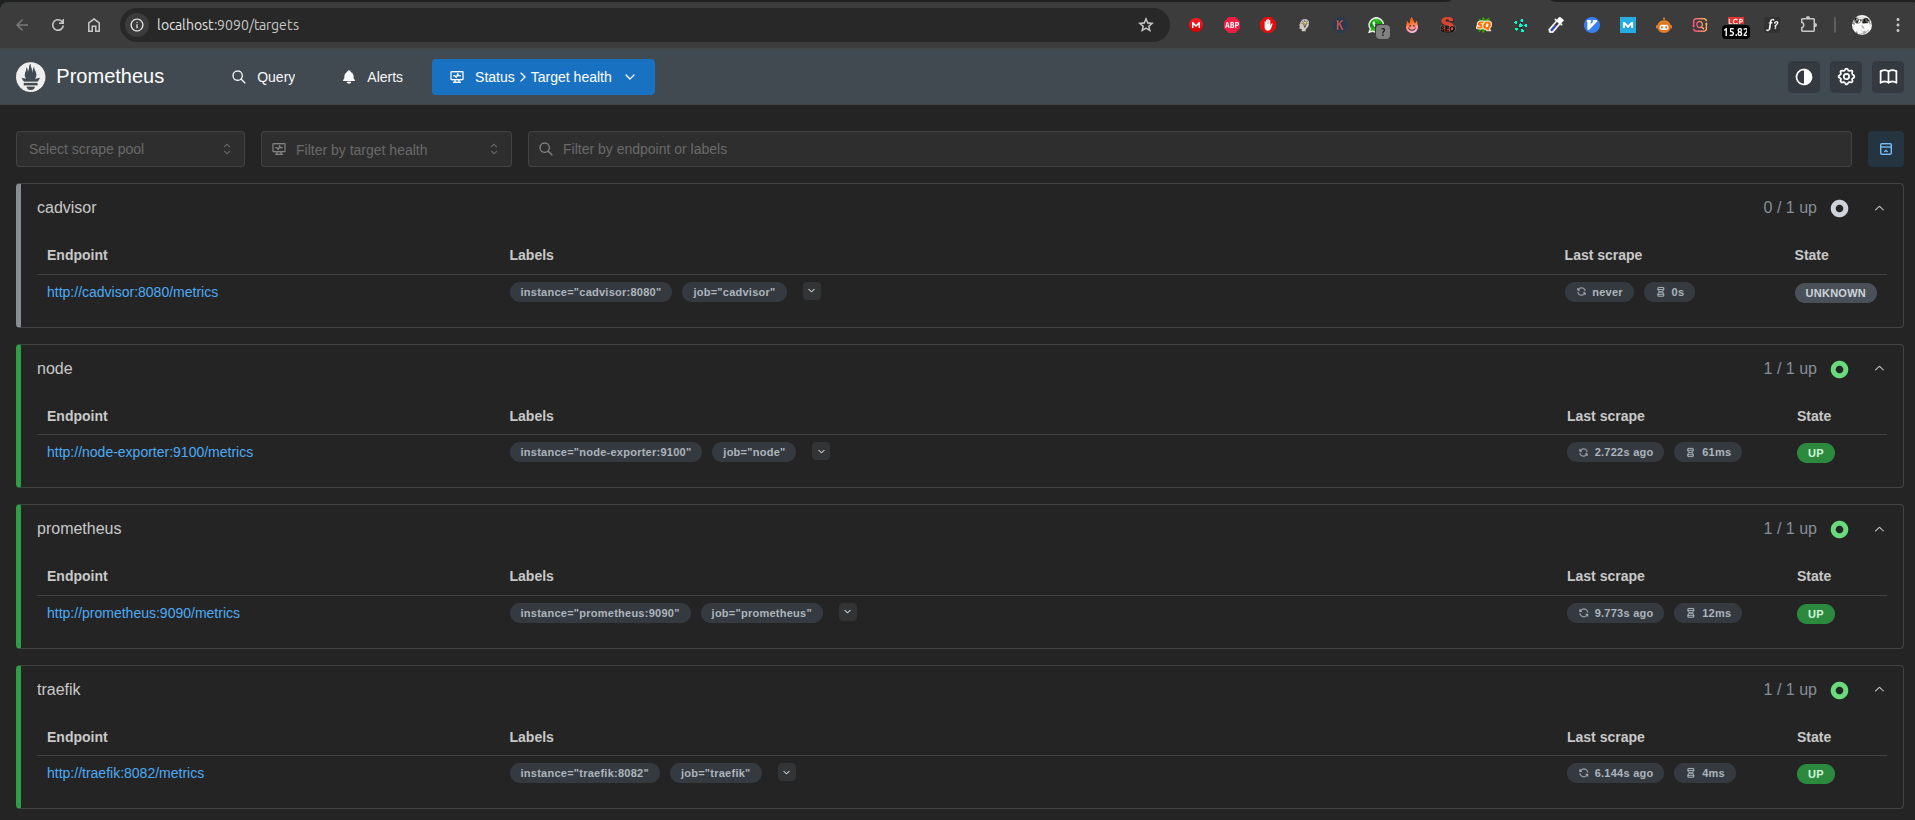 localhost:9090/targets
ABP
K
?
SEO
SQ
LCP
15.82
f?
Prometheus
Query
Alerts
Status > Target health
Select scrape pool
Filter by target health
Filter by endpoint or labels
cadvisor
0 / 1 up
Endpoint Labels Last scrape State
http://cadvisor:8080/metrics instance="cadvisor:8080" job="cadvisor" never 0s UNKNOWN
node
1 / 1 up
Endpoint Labels Last scrape State
http://node-exporter:9100/metrics instance="node-exporter:9100" job="node" 2.722s ago 61ms UP
prometheus
1 / 1 up
Endpoint Labels Last scrape State
http://prometheus:9090/metrics instance="prometheus:9090" job="prometheus" 9.773s ago 12ms UP
traefik
1 / 1 up
Endpoint Labels Last scrape State
http://traefik:8082/metrics instance="traefik:8082" job="traefik" 6.144s ago 4ms UP